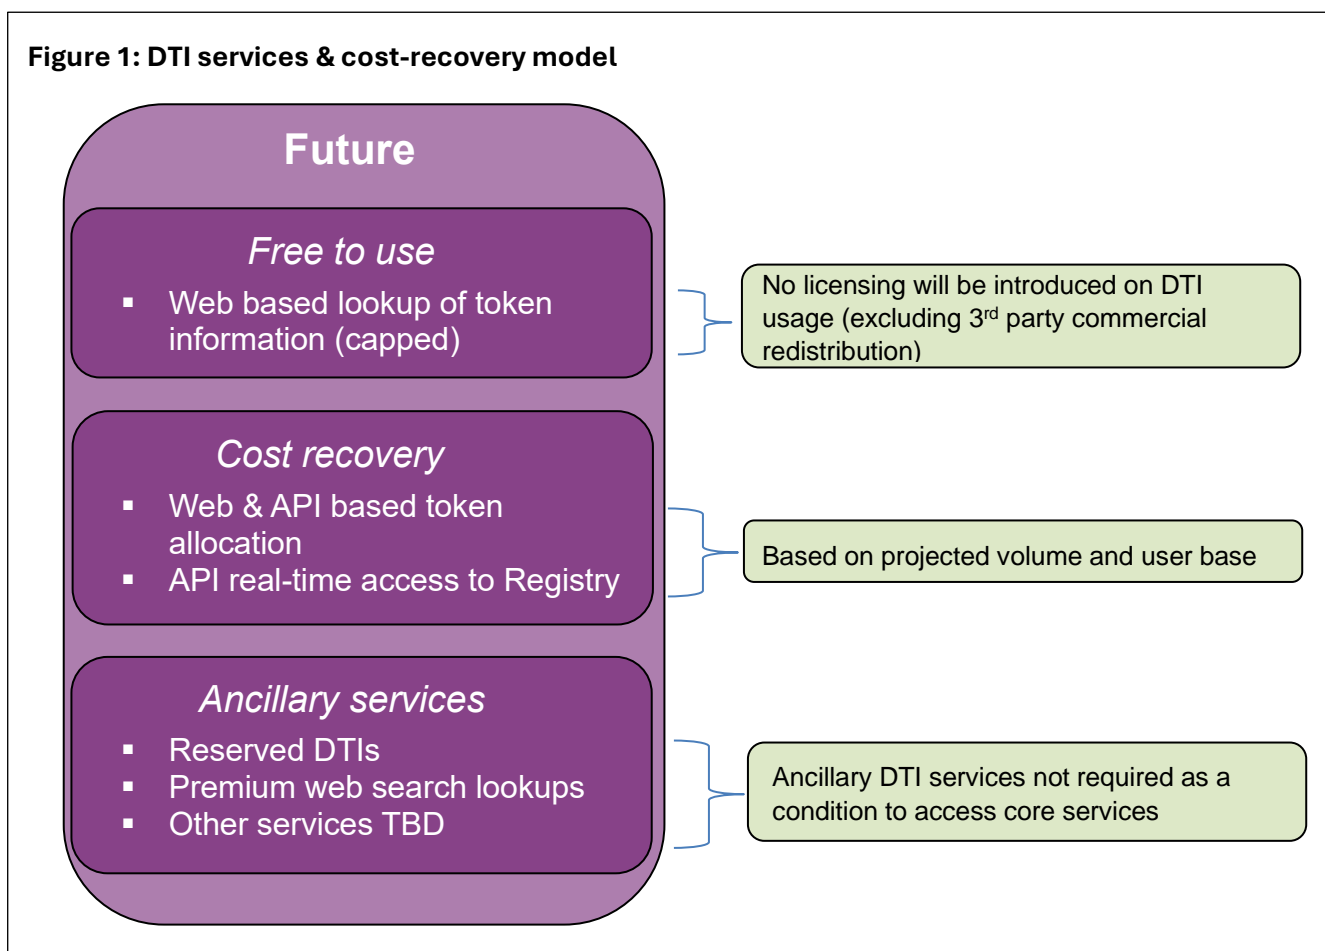 Figure 1: DTI services & cost-recovery model
Future
Free to use
▪ Web based lookup of token
information (capped)
No licensing will be introduced on DTI
usage (excluding 3rd party commercial
redistribution)
Cost recovery
▪ Web & API based token
allocation
▪ API real-time access to Registry
Based on projected volume and user base
Ancillary services
▪ Reserved DTIs
▪ Premium web search lookups
▪ Other services TBD
Ancillary DTI services not required as a
condition to access core services